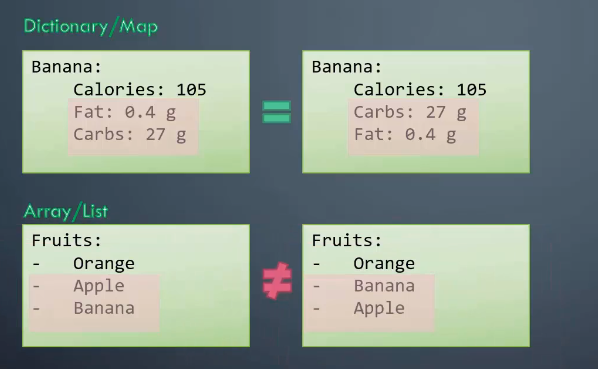 Dictionary/Map
Banana:
Calories: 105
Fat: 0.4 g
Carbs: 27 g
=
Banana:
Calories: 105
Carbs: 27 g
Fat: 0.4 g
Array/List
Fruits:
- Orange
- Apple
- Banana
≠
Fruits:
- Orange
- Banana
- Apple